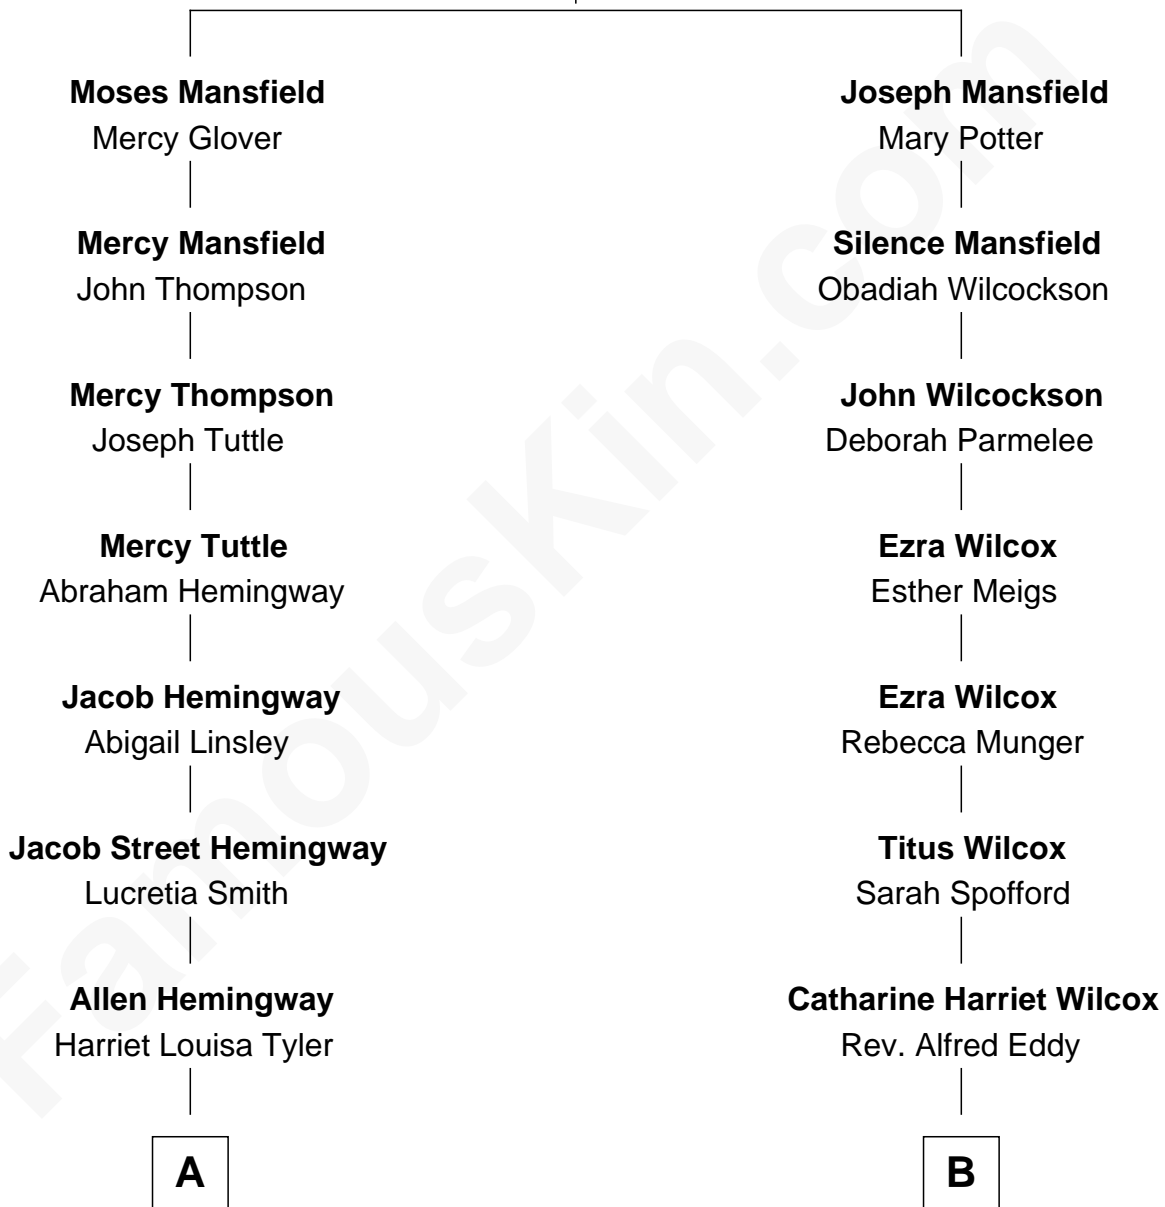 Moses Mansfield
Mercy Glover
Joseph Mansfield
Mary Potter
Mercy Mansfield
John Thompson
Silence Mansfield
Obadiah Wilcockson
Mercy Thompson
Joseph Tuttle
John Wilcockson
Deborah Parmelee
Mercy Tuttle
Abraham Hemingway
Ezra Wilcox
Esther Meigs
Jacob Hemingway
Abigail Linsley
Ezra Wilcox
Rebecca Munger
Jacob Street Hemingway
Lucretia Smith
Titus Wilcox
Sarah Spofford
Allen Hemingway
Harriet Louisa Tyler
Catharine Harriet Wilcox
Rev. Alfred Eddy
A
B
FamousKin.com